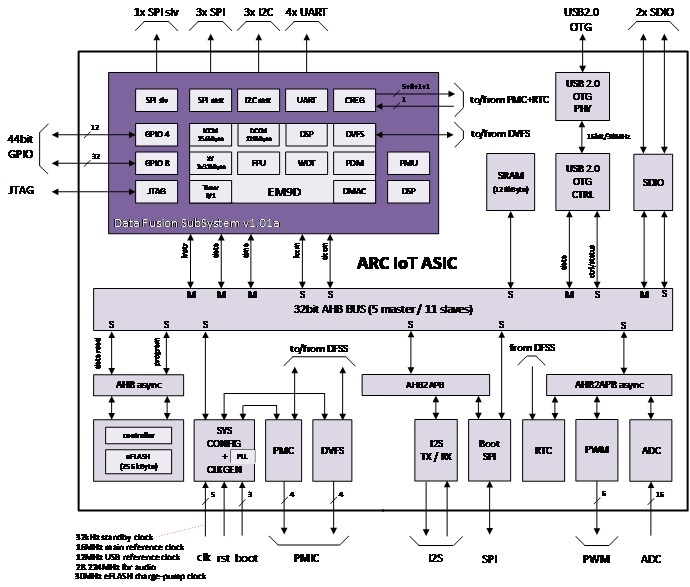 1x SPI slv
3x SPI
3x I2C
4x UART
USB2.0
OTG
2x SDIO
SPI slv
SPI mst
I2C mst
UART
CREG
5+8+1+1
1
to/from PMC+RTC
USB 2.0
OTG
PHY
44bit
GPIO
12
32
GPIO 4
GPIO 8
ICCM
DCCM
DSP
DVFS
to/from DVFS
16bit/30MHz
XY
FPU
WDT
PDM
PMU
SRAM
(128kByte)
USB 2.0
OTG
CTRL
SDIO
JTAG
JTAG
Timer
0/1
EM9D
DMAC
DSP
Data Fusion SubSystem v1.01a
instr
data
dma
iccm
dccm
data
ctrl/status
ARC IoT ASIC
M M M S S S M S M S
32bit AHB BUS (5 master / 11 slaves)
S S S S S S
data read
program
to/from DFSS
from DFSS
AHB async
AHB2APB
AHB2APB async
controller
eFLASH
(256kByte)
SYS
CONFIG
+
CLKGEN
PLL
PMC
DVFS
I2S
TX / RX
Boot
SPI
RTC
PWM
ADC
5
3
4
4
6
16
32kHz standby clock
16MHz main reference clock
12MHz USB reference clock
28.224MHz for audio
30MHz eFLASH charge-pump clock
clk
rst
boot
PMIC
I2S
SPI
PWM
ADC